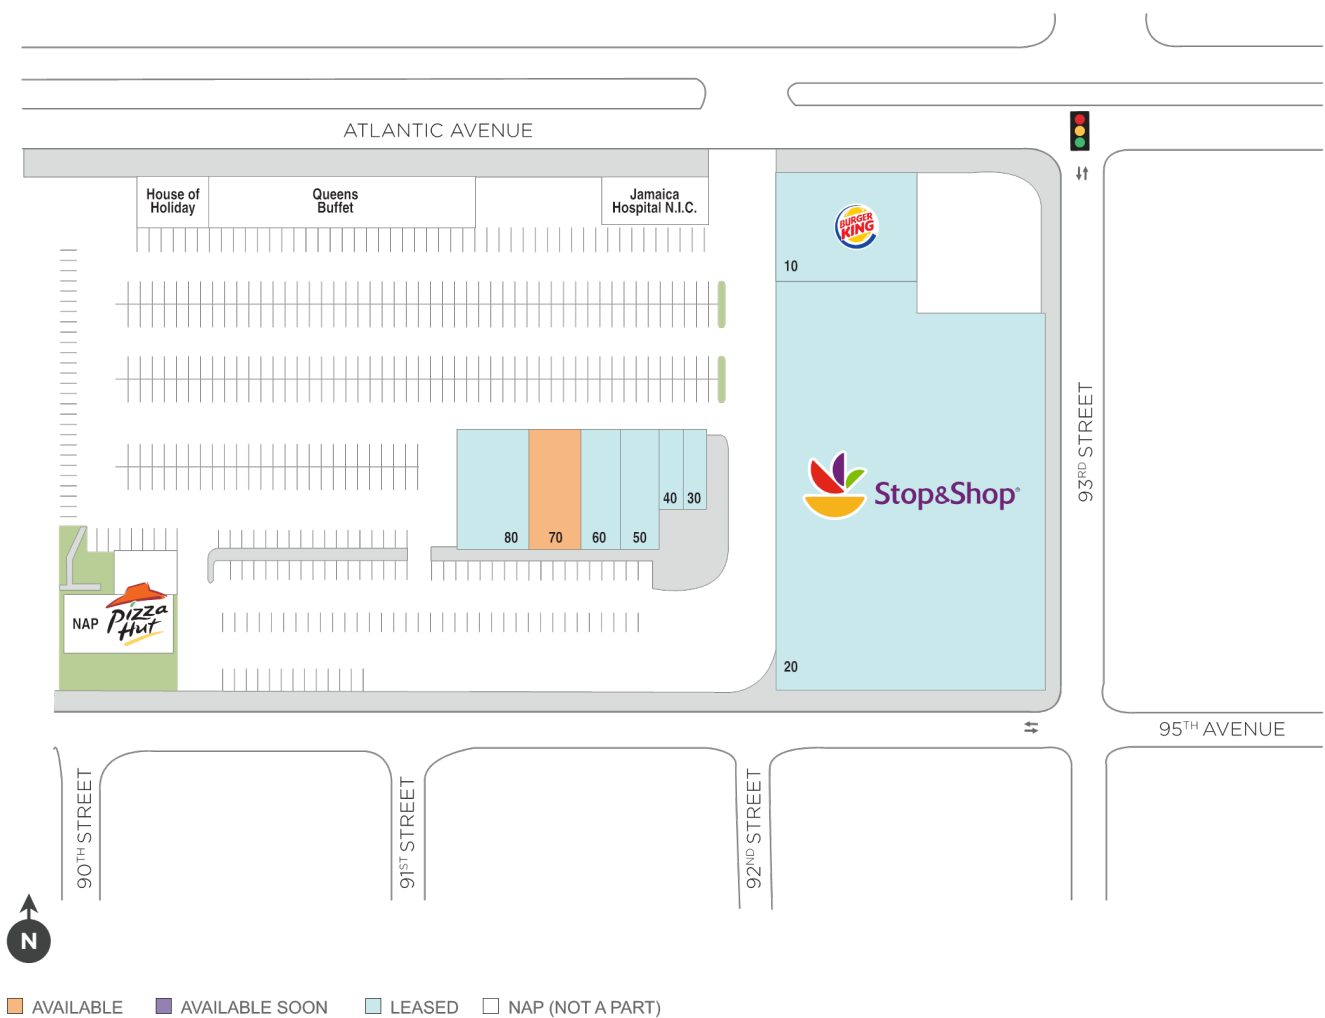 ATLANTIC AVENUE
House of
Holiday
Queens
Buffet
Jamaica
Hospital N.I.C.
BURGER
KING
10
93RD STREET
Stop&Shop®
40
30
80
70
60
50
NAP
Pizza
Hut
20
95TH AVENUE
90TH STREET
91ST STREET
92ND STREET
N
AVAILABLE
AVAILABLE SOON
LEASED
NAP (NOT A PART)